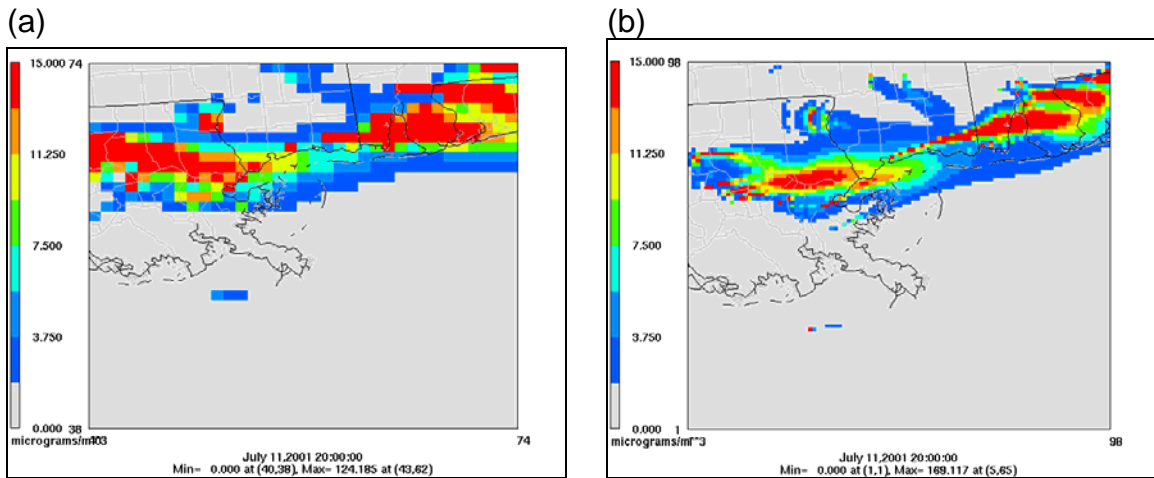 (a)
(b)
15.000 74
11.250
7.500
3.750
0.000 38
micrograms/m**3
74
July 11,2001 20:00:00
Min= 0.000 at (40,38), Max= 124.185 at (43,62)
15.000 98
11.250
7.500
3.750
0.000 1
micrograms/m**3
98
July 11,2001 20:00:00
Min= 0.000 at (1,1), Max= 169.117 at (5,65)